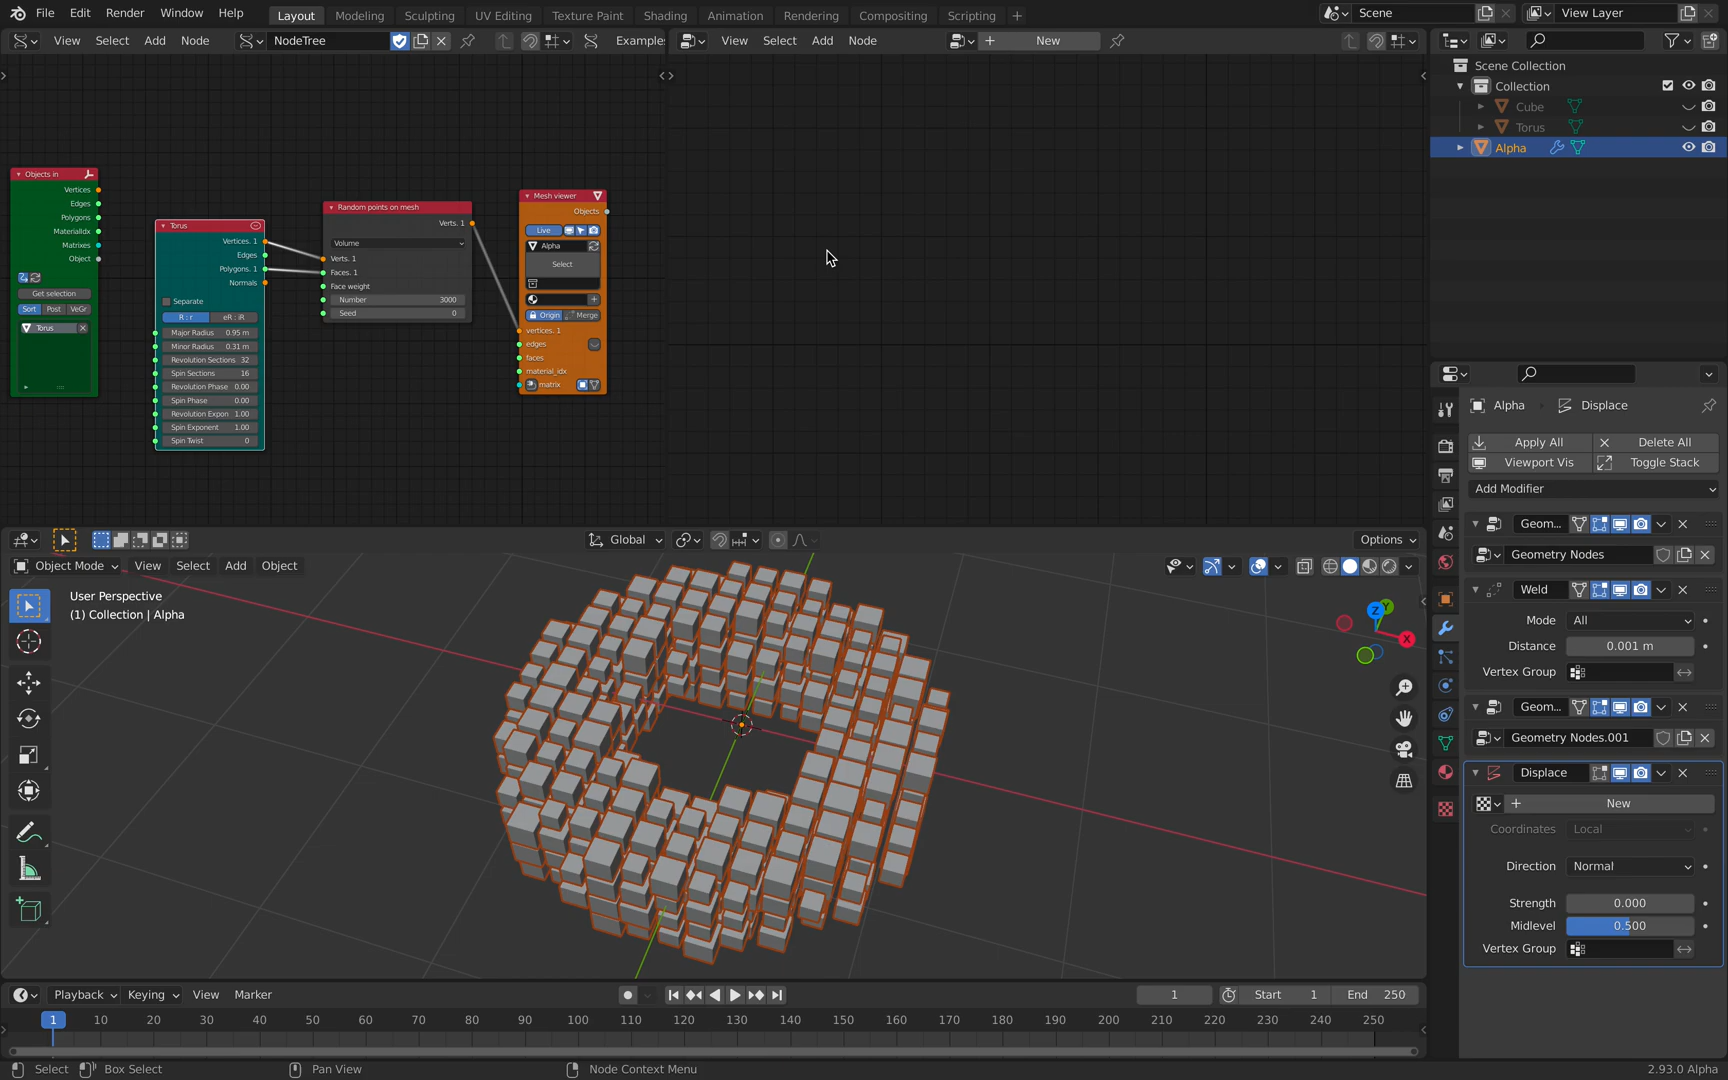 File Edit Render Window Help Layout Modeling Sculpting UV Editing Texture Paint Shading Animation Rendering Compositing Scripting + Scene View Layer
View Select Add Node NodeTree Examples View Select Add Node New
Scene Collection
Collection
Cube
Torus
Alpha
Objects in
Vertices
Edges
Polygons
MaterialIdx
Matrixes
Object
Get selection
Sort Post VeGr
Torus
Torus
Vertices. 1
Edges
Polygons. 1
Normals
Separate
R : r eR : iR
Major Radius 0.95 m
Minor Radius 0.31 m
Revolution Sections 32
Spin Sections 16
Revolution Phase 0.00
Spin Phase 0.00
Revolution Expon 1.00
Spin Exponent 1.00
Spin Twist 0
Random points on mesh
Verts. 1
Volume
Verts. 1
Faces. 1
Face weight
Number 3000
Seed 0
Mesh viewer
Objects
Live
Alpha
Select
Origin Merge
vertices. 1
edges
faces
material_idx
matrix
Alpha Displace
Apply All Delete All
Viewport Vis Toggle Stack
Add Modifier
Geom...
Geometry Nodes
Weld
Mode All
Distance 0.001 m
Vertex Group
Geom...
Geometry Nodes.001
Displace
New
Coordinates Local
Direction Normal
Strength 0.000
Midlevel 0.500
Vertex Group
Global Options
Object Mode View Select Add Object
User Perspective
(1) Collection | Alpha
Z Y X
Playback Keying View Marker 1 Start 1 End 250
1 10 20 30 40 50 60 70 80 90 100 110 120 130 140 150 160 170 180 190 200 210 220 230 240 250
Select Box Select Pan View Node Context Menu 2.93.0 Alpha